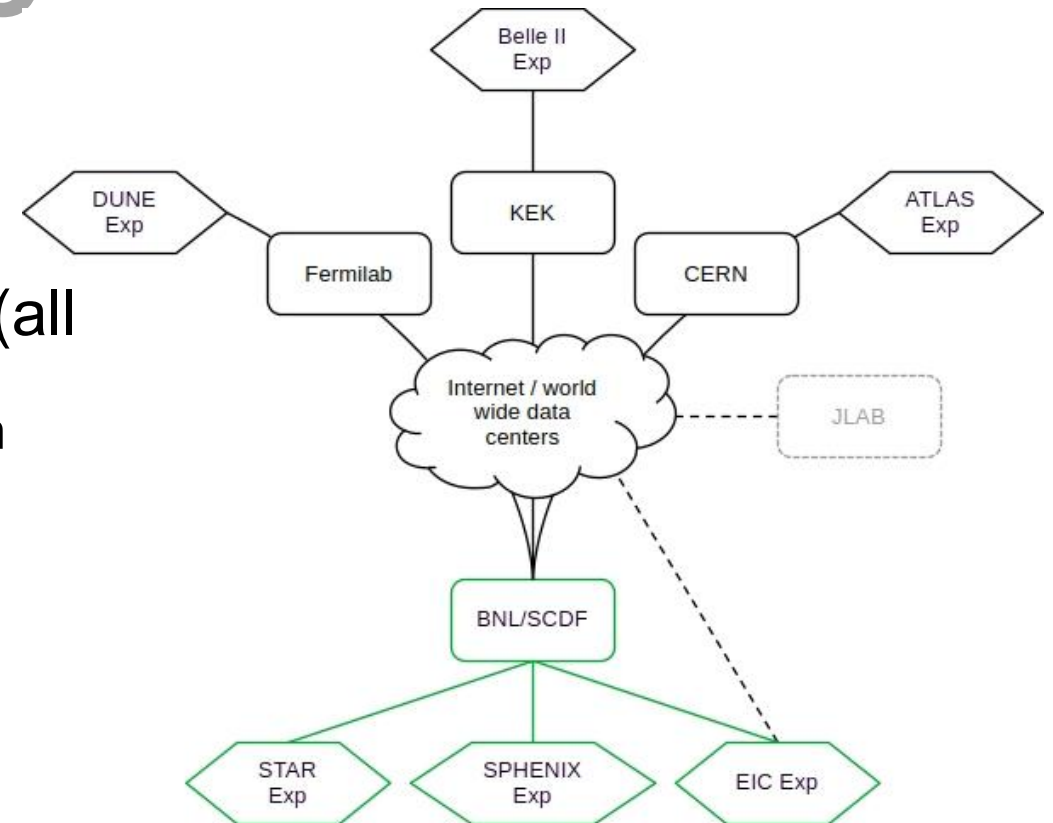 Belle II
Exp
DUNE
Exp
KEK
ATLAS
Exp
Fermilab
CERN
(all
Internet / world
wide data
centers
JLAB
BNL/SCDF
STAR
Exp
SPHENIX
Exp
EIC Exp